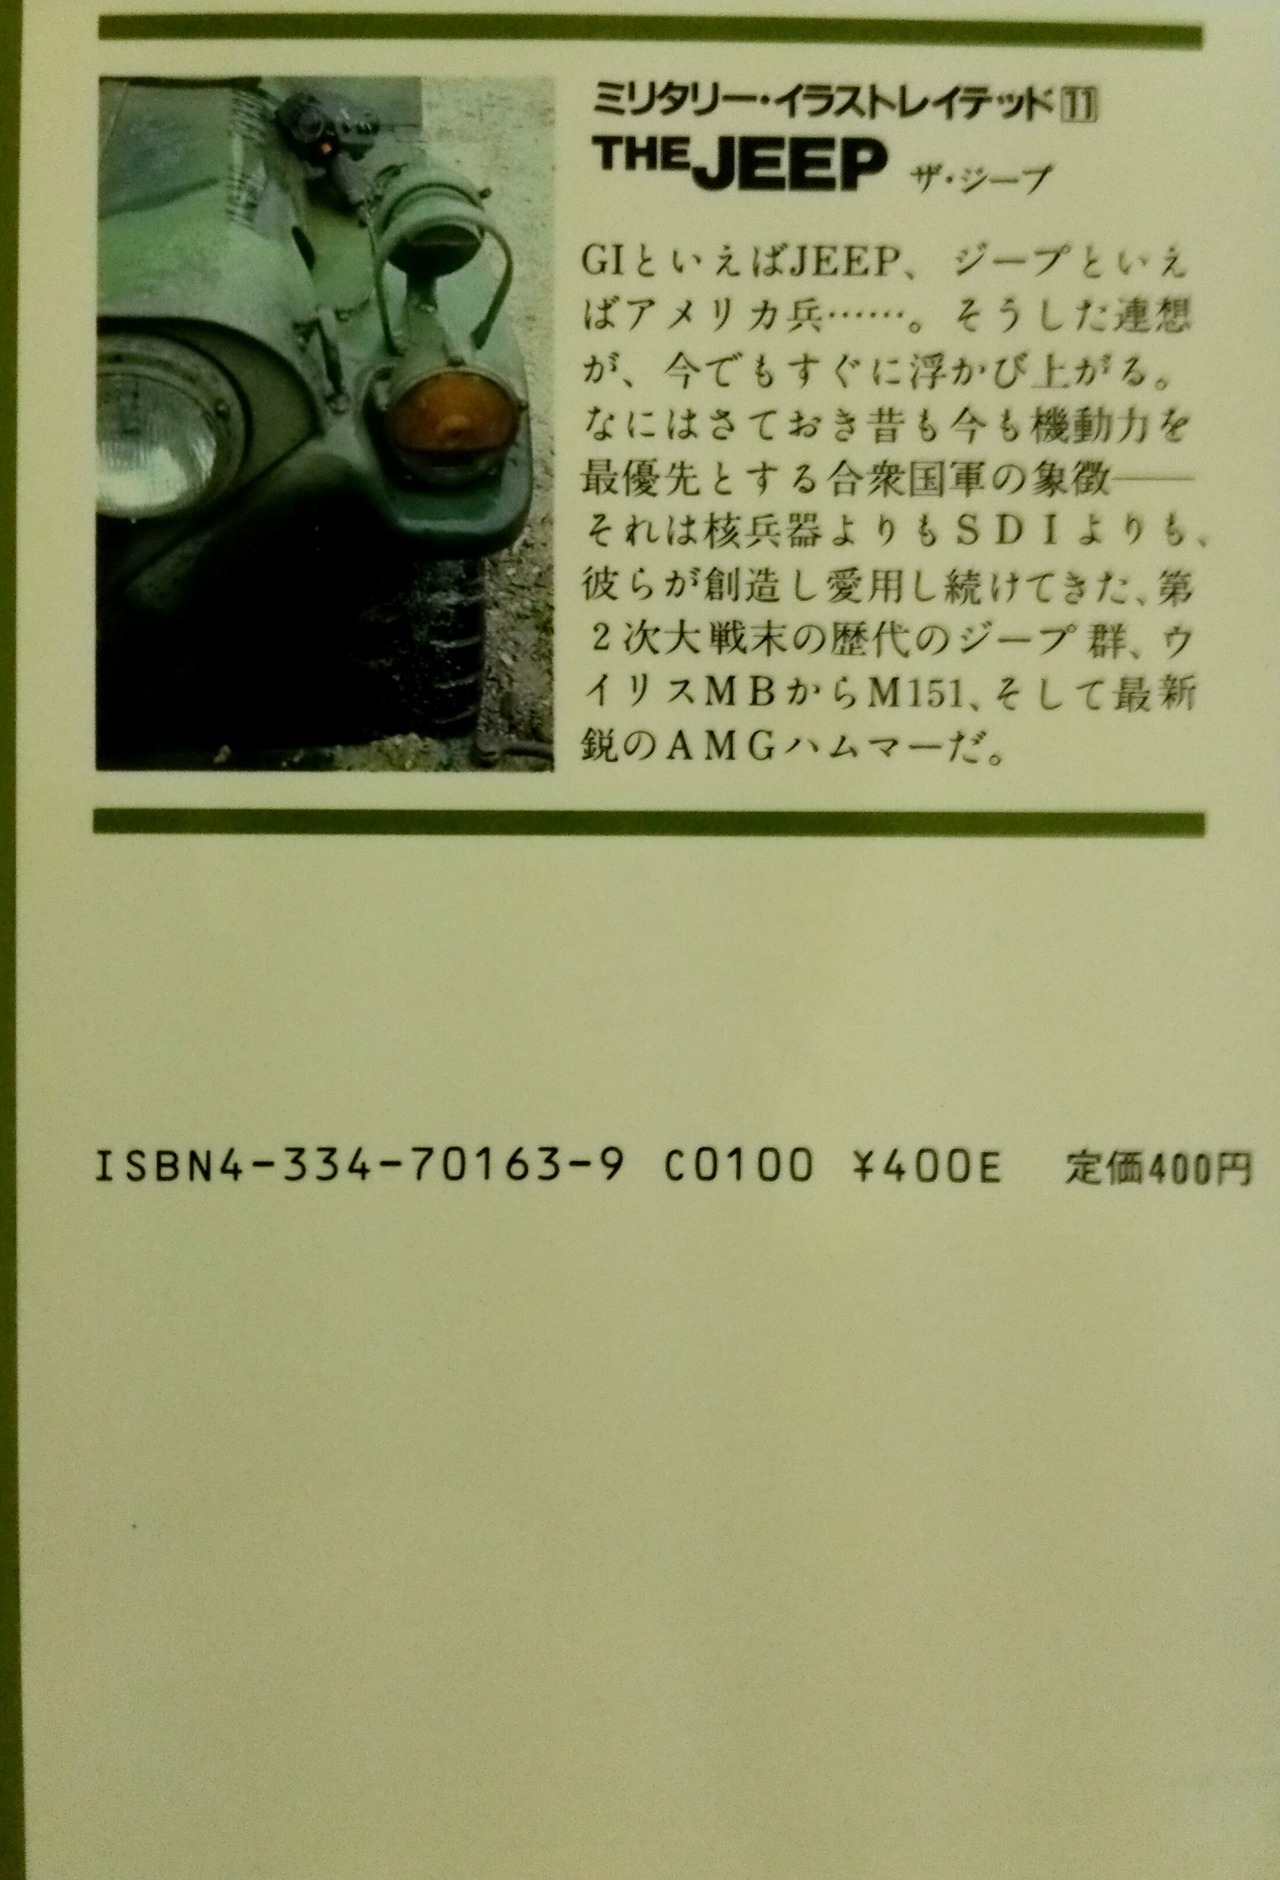 ミリタリー・イラストレイテッド11
THE JEEP ザ・ジープ
GIといえばJEEP、ジープといえ
ばアメリカ兵……。そうした連想
が、今でもすぐに浮かび上がる。
なにはさておき昔も今も機動力を
最優先とする合衆国軍の象徴――
それは核兵器よりもSDIよりも、
彼らが創造し愛用し続けてきた、第
2次大戦末の歴代のジープ群、ウ
イリスMBからM151、そして最新
鋭のAMGハムマーだ。
ISBN4-334-70163-9 C0100 ¥400E 定価400円